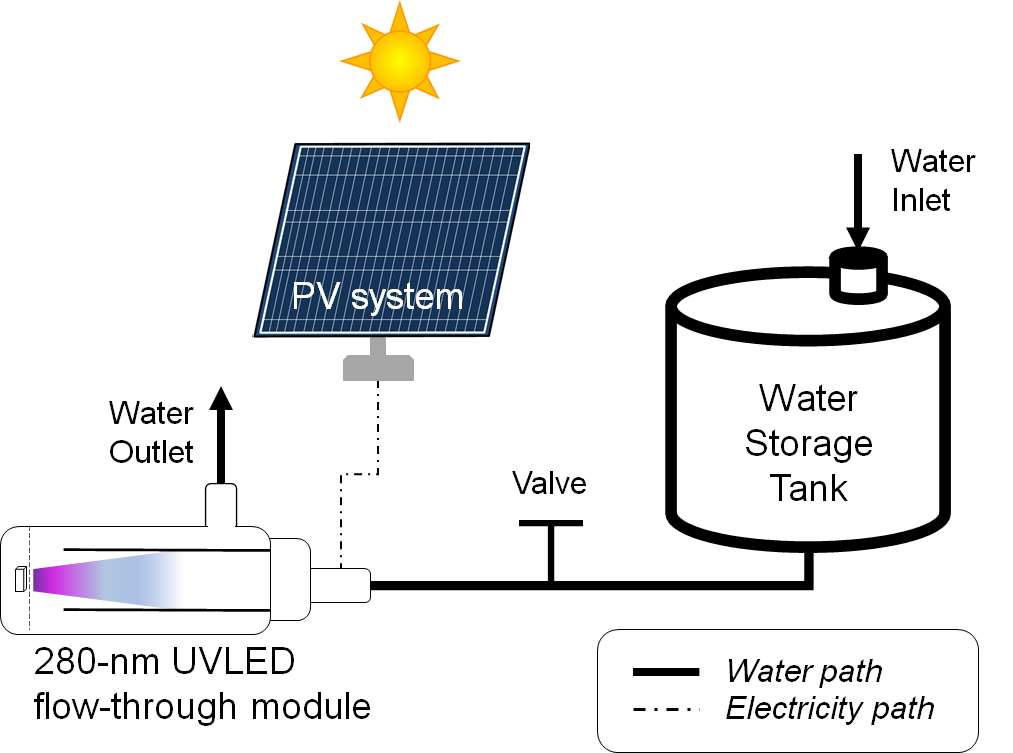 Water
Inlet
PV system
Water
Outlet
Water
Storage
Tank
Valve
280-nm UVLED
flow-through module
Water path
Electricity path